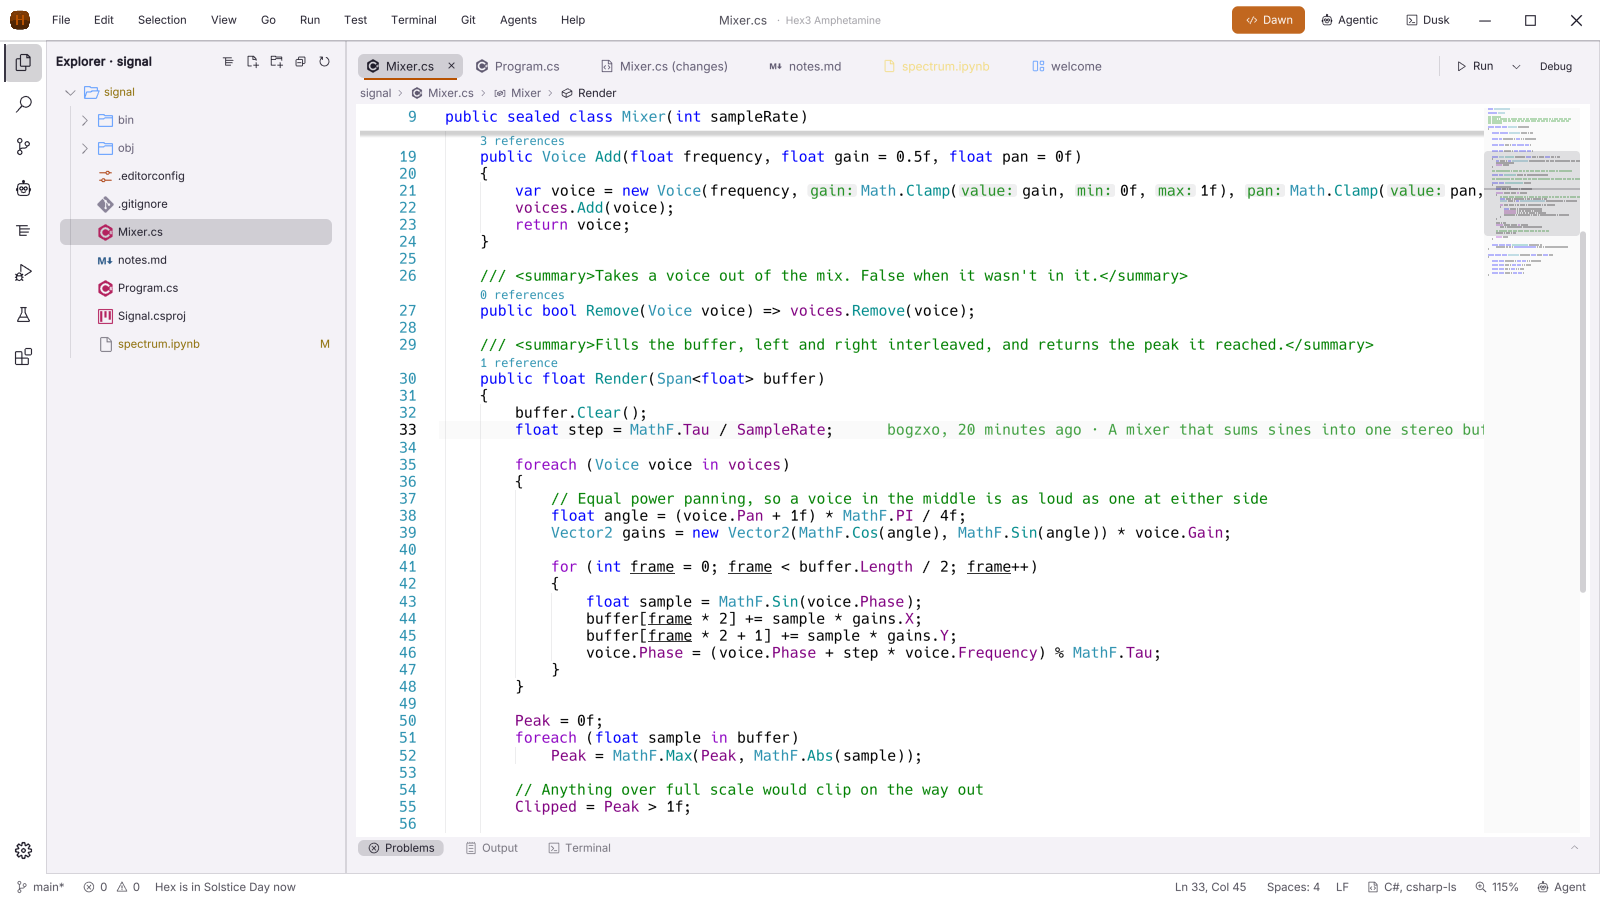 File Edit Selection View Go Run Test Terminal Git Agents Help
Mixer.cs · Hex3 Amphetamine
Dawn Agentic Dusk
Explorer · signal
signal
bin
obj
.editorconfig
.gitignore
Mixer.cs
notes.md
Program.cs
Signal.csproj
spectrum.ipynb M
Mixer.cs Program.cs Mixer.cs (changes) notes.md spectrum.ipynb welcome
Run Debug
signal > Mixer.cs > Mixer > Render
9 public sealed class Mixer(int sampleRate)
3 references
19 public Voice Add(float frequency, float gain = 0.5f, float pan = 0f)
20 {
21 var voice = new Voice(frequency, gain: Math.Clamp(value: gain, min: 0f, max: 1f), pan: Math.Clamp(value: pan,
22 voices.Add(voice);
23 return voice;
24 }
25
26 /// <summary>Takes a voice out of the mix. False when it wasn't in it.</summary>
0 references
27 public bool Remove(Voice voice) => voices.Remove(voice);
28
29 /// <summary>Fills the buffer, left and right interleaved, and returns the peak it reached.</summary>
1 reference
30 public float Render(Span<float> buffer)
31 {
32 buffer.Clear();
33 float step = MathF.Tau / SampleRate; bogzxo, 20 minutes ago · A mixer that sums sines into one stereo buf
34
35 foreach (Voice voice in voices)
36 {
37 // Equal power panning, so a voice in the middle is as loud as one at either side
38 float angle = (voice.Pan + 1f) * MathF.PI / 4f;
39 Vector2 gains = new Vector2(MathF.Cos(angle), MathF.Sin(angle)) * voice.Gain;
40
41 for (int frame = 0; frame < buffer.Length / 2; frame++)
42 {
43 float sample = MathF.Sin(voice.Phase);
44 buffer[frame * 2] += sample * gains.X;
45 buffer[frame * 2 + 1] += sample * gains.Y;
46 voice.Phase = (voice.Phase + step * voice.Frequency) % MathF.Tau;
47 }
48 }
49
50 Peak = 0f;
51 foreach (float sample in buffer)
52 Peak = MathF.Max(Peak, MathF.Abs(sample));
53
54 // Anything over full scale would clip on the way out
55 Clipped = Peak > 1f;
56
Problems Output Terminal
main* 0 0 Hex is in Solstice Day now
Ln 33, Col 45 Spaces: 4 LF C#, csharp-ls 115% Agent